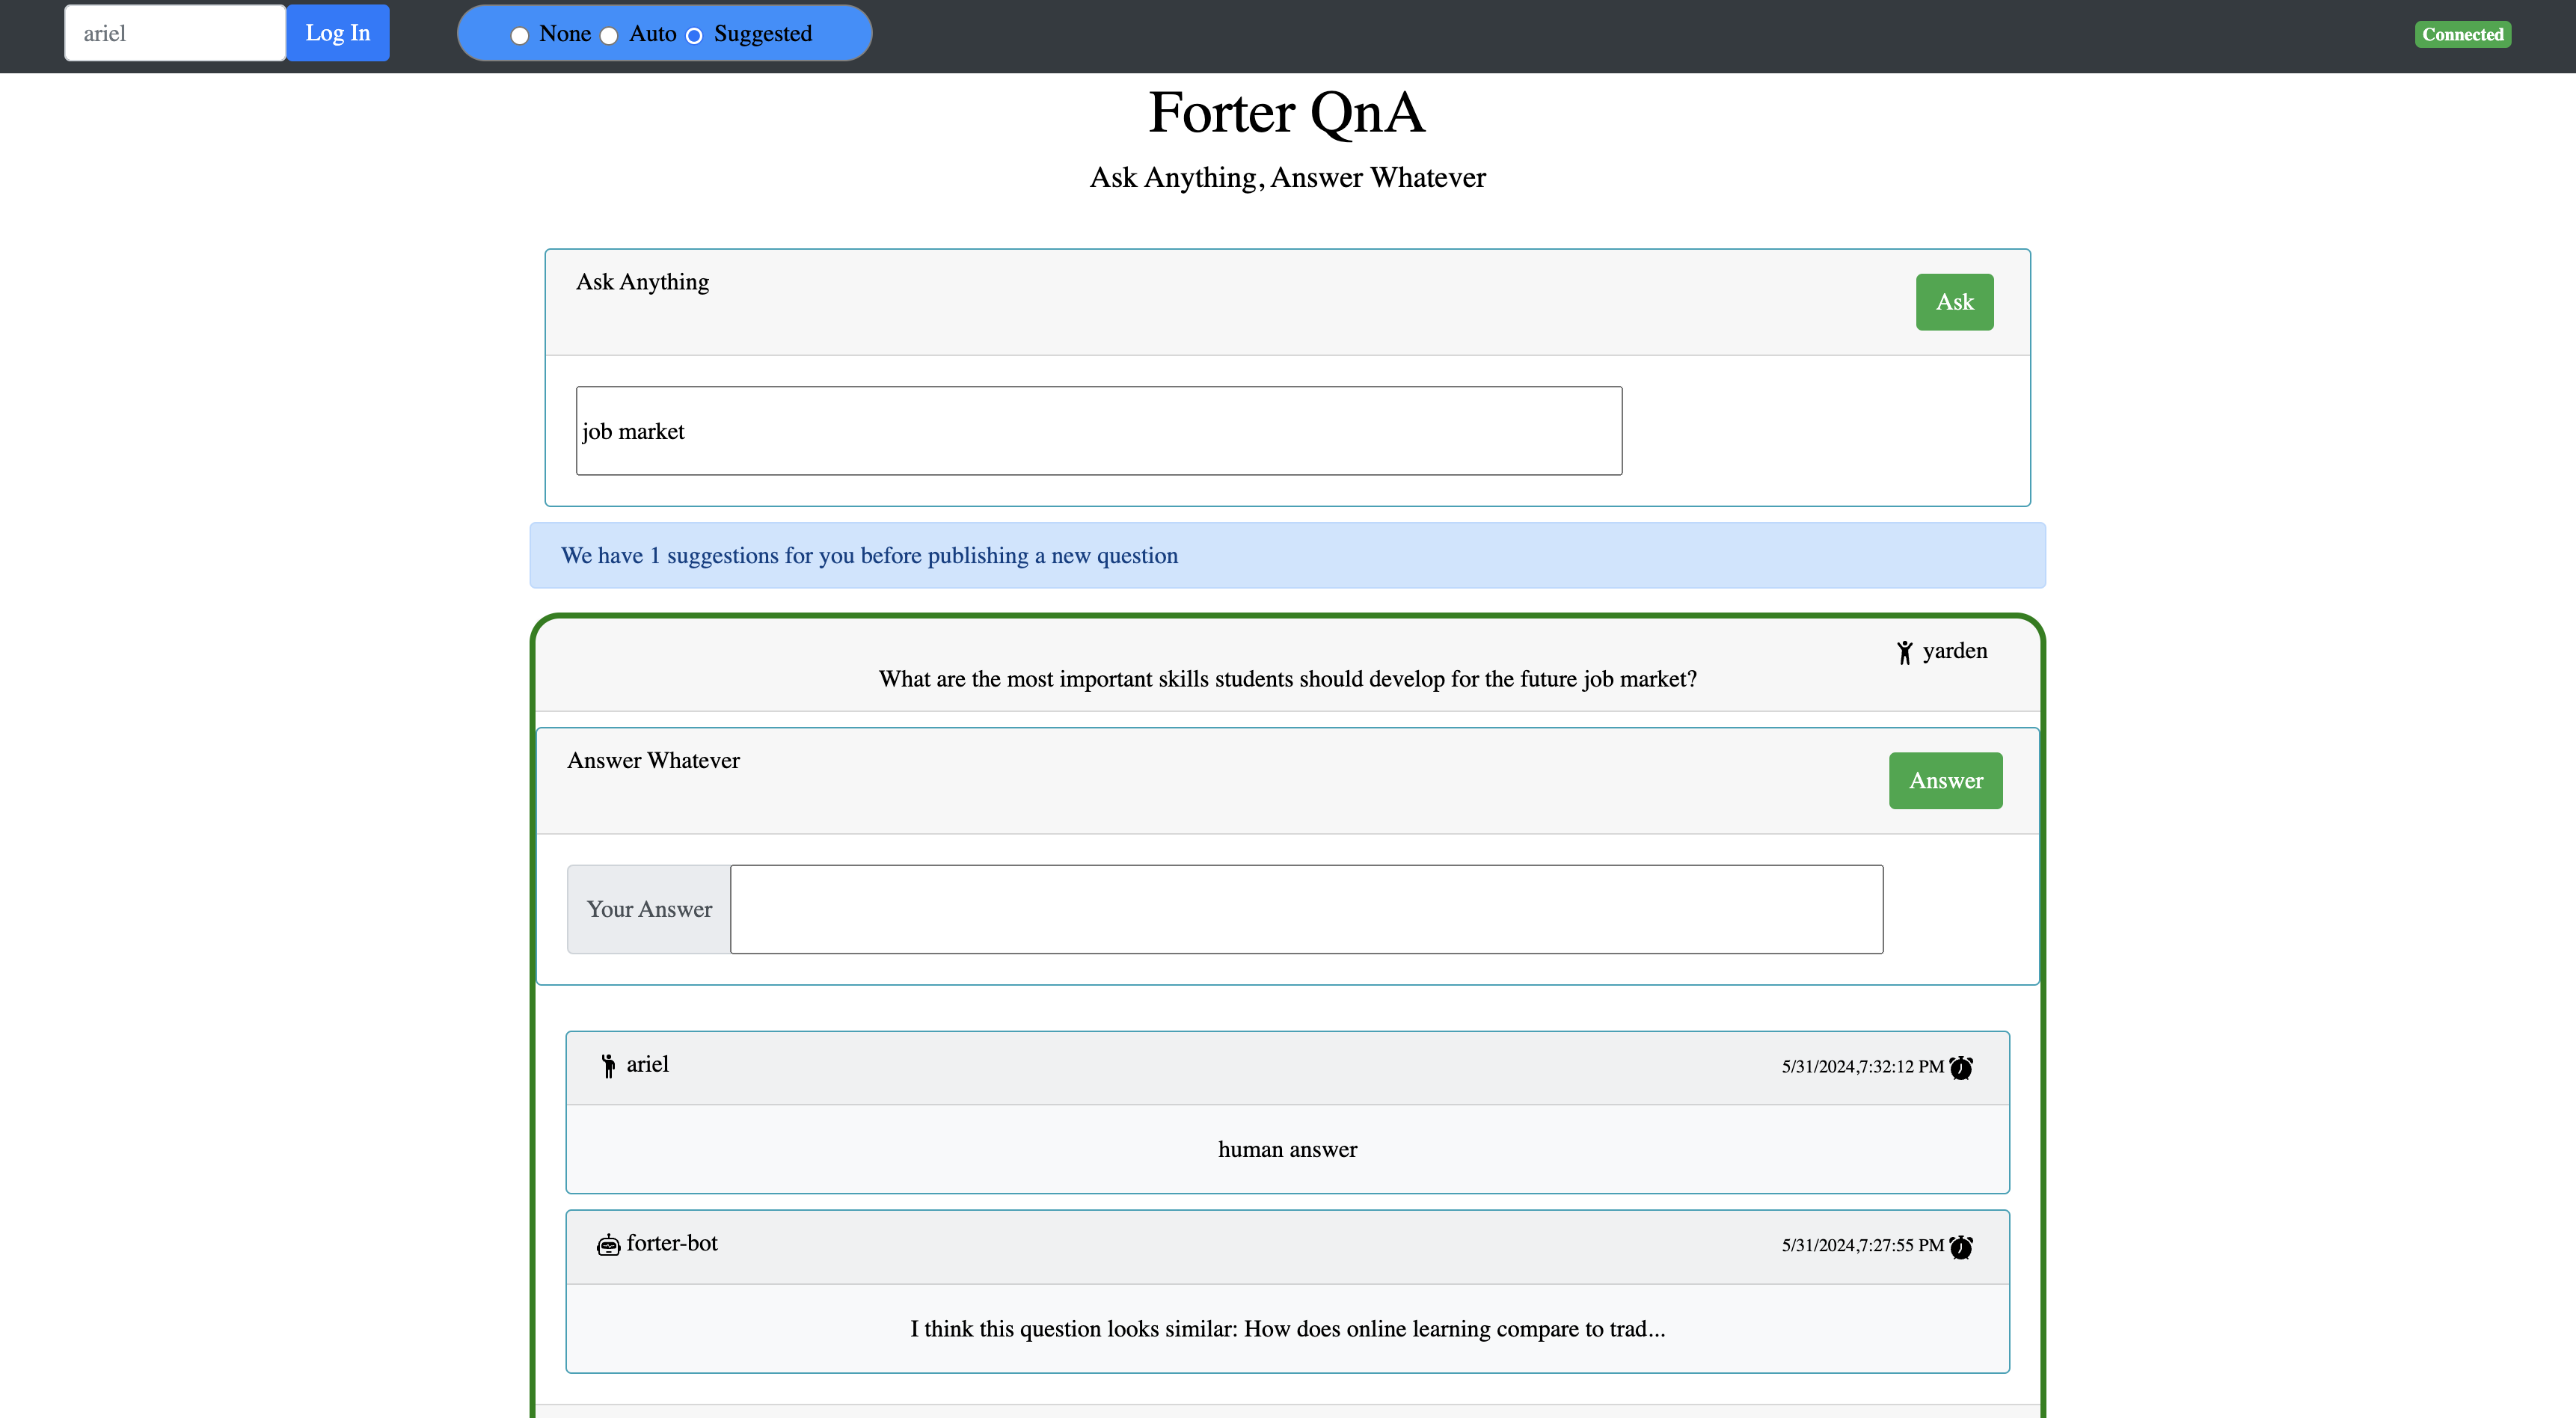 ariel
Log In
None Auto Suggested
Connected
Forter QnA
Ask Anything, Answer Whatever
Ask Anything
Ask
job market
We have 1 suggestions for you before publishing a new question
yarden
What are the most important skills students should develop for the future job market?
Answer Whatever
Answer
Your Answer
ariel
5/31/2024,7:32:12 PM
human answer
forter-bot
5/31/2024,7:27:55 PM
I think this question looks similar: How does online learning compare to trad...